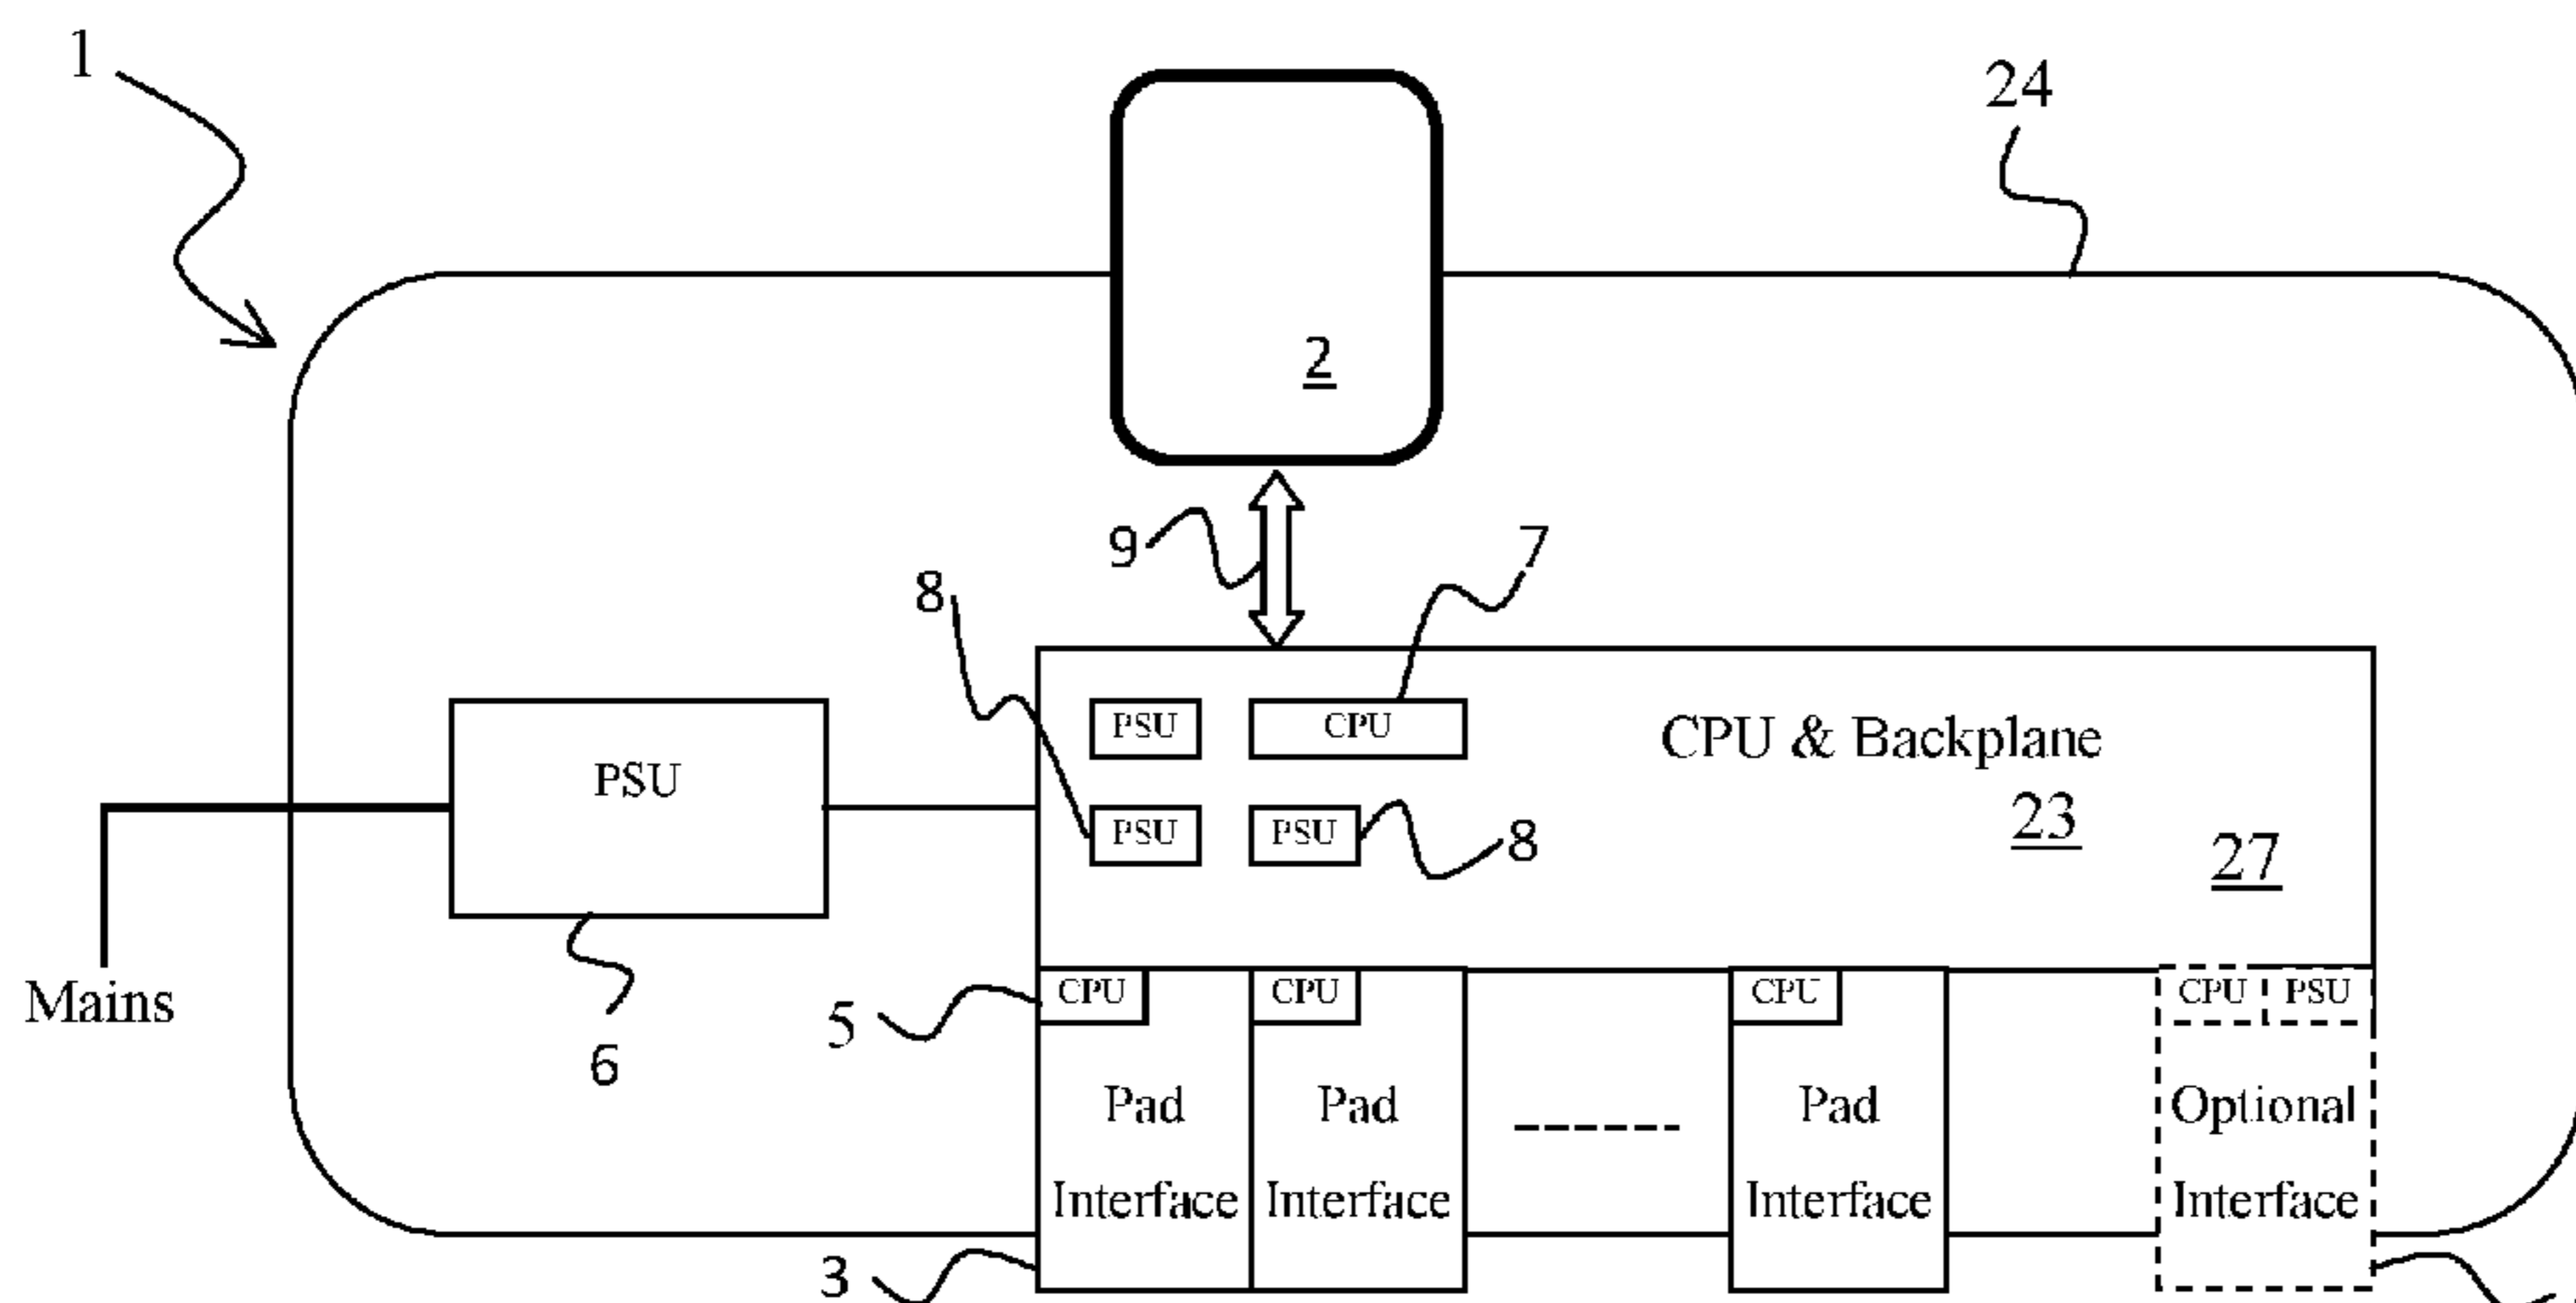 1
24
2
9
7
8
PSU
CPU
CPU & Backplane
PSU
PSU
PSU
8
23
27
Mains
6
5
CPU
CPU
CPU
CPU
PSU
Pad
Interface
Pad
Interface
Pad
Interface
Optional
Interface
3